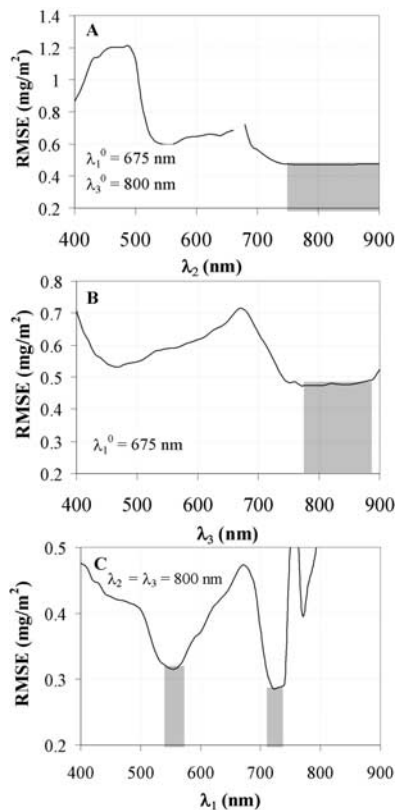 A
RMSE (mg/m²)
1.4
1.2
1
0.8
0.6
0.4
0.2
λ₁⁰ = 675 nm
λ₃⁰ = 800 nm
400 500 600 700 800 900
λ₂ (nm)
B
RMSE (mg/m²)
0.8
0.7
0.6
0.5
0.4
0.3
0.2
λ₁⁰ = 675 nm
400 500 600 700 800 900
λ₃ (nm)
C
λ₂ = λ₃ = 800 nm
RMSE (mg/m²)
0.5
0.4
0.3
0.2
400 500 600 700 800 900
λ₁ (nm)